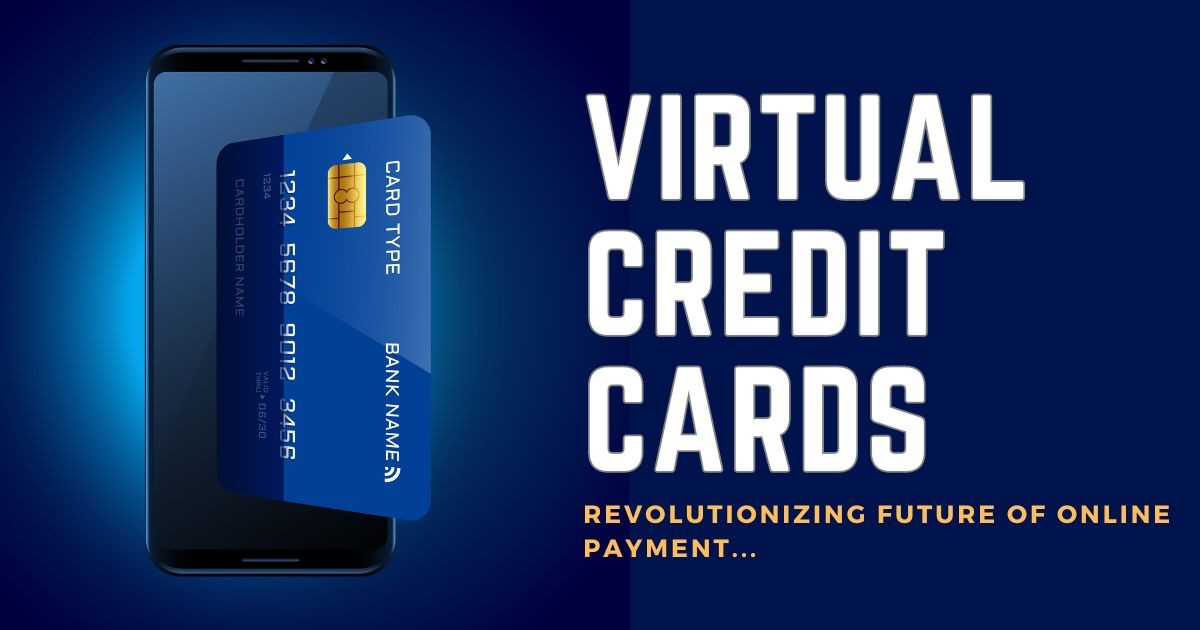 CARD TYPE
BANK NAME
1234 5678 9012 3456
1234
VALID
THRU
06/30
CARDHOLDER NAME
VIRTUAL
CREDIT
CARDS
REVOLUTIONIZING FUTURE OF ONLINE
PAYMENT...